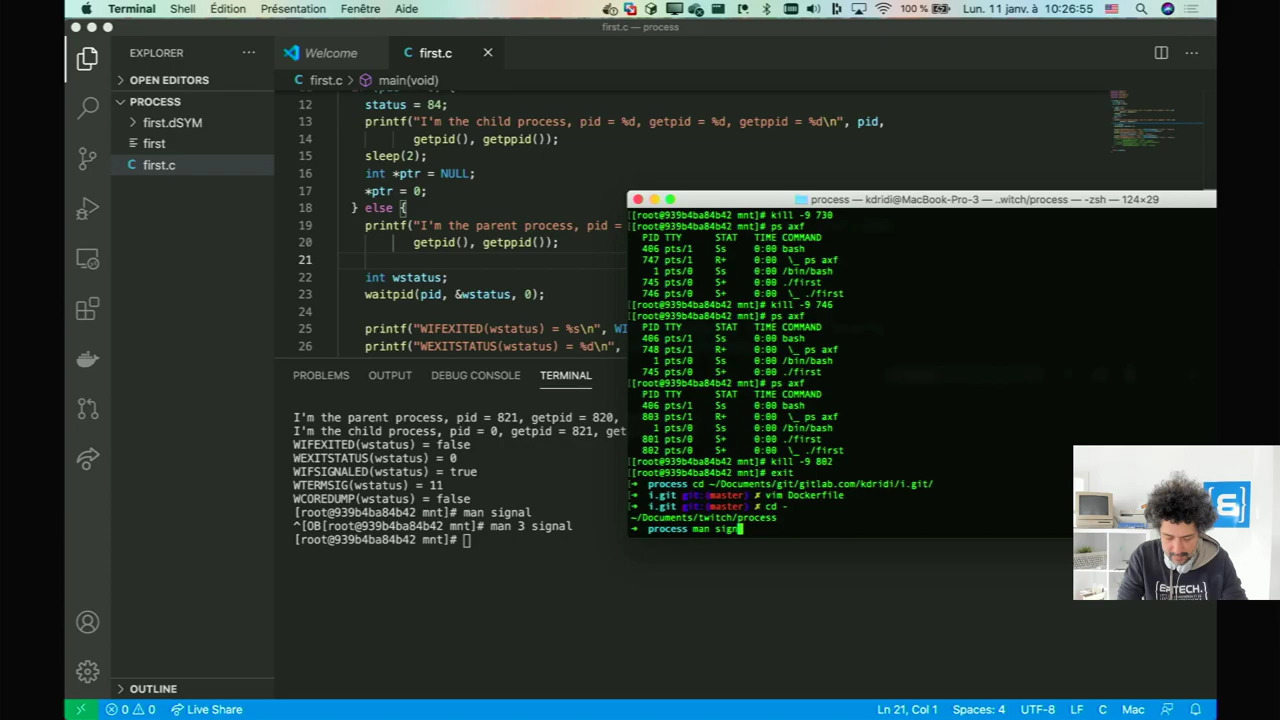 Terminal Shell Édition Présentation Fenêtre Aide 100 % Lun. 11 janv. à 10:26:55
first.c — process
EXPLORER
Welcome
first.c
OPEN EDITORS
PROCESS
first.dSYM
first
first.c
OUTLINE
first.c > main(void)
12 status = 84;
13 printf("I'm the child process, pid = %d, getpid = %d, getppid = %d\n", pid,
14 getpid(), getppid());
15 sleep(2);
16 int *ptr = NULL;
17 *ptr = 0;
18 } else {
19 printf("I'm the parent process, pid =
20 getpid(), getppid());
21
22 int wstatus;
23 waitpid(pid, &wstatus, 0);
24
25 printf("WIFEXITED(wstatus) = %s\n", WI
26 printf("WEXITSTATUS(wstatus) = %d\n",
PROBLEMS OUTPUT DEBUG CONSOLE TERMINAL
I'm the parent process, pid = 821, getpid = 820,
I'm the child process, pid = 0, getpid = 821, get
WIFEXITED(wstatus) = false
WEXITSTATUS(wstatus) = 0
WIFSIGNALED(wstatus) = true
WTERMSIG(wstatus) = 11
WCOREDUMP(wstatus) = false
[root@939b4ba84b42 mnt]# man signal
^[OB[root@939b4ba84b42 mnt]# man 3 signal
[root@939b4ba84b42 mnt]#
process — kdridi@MacBook-Pro-3 — ..witch/process — -zsh — 124×29
[[root@939b4ba84b42 mnt]# kill -9 730
[[root@939b4ba84b42 mnt]# ps axf
PID TTY STAT TIME COMMAND
406 pts/1 Ss 0:00 bash
747 pts/1 R+ 0:00 \_ ps axf
1 pts/0 Ss 0:00 /bin/bash
745 pts/0 S+ 0:00 ./first
746 pts/0 S+ 0:00 \_ ./first
[[root@939b4ba84b42 mnt]# kill -9 746
[[root@939b4ba84b42 mnt]# ps axf
PID TTY STAT TIME COMMAND
406 pts/1 Ss 0:00 bash
748 pts/1 R+ 0:00 \_ ps axf
1 pts/0 Ss 0:00 /bin/bash
745 pts/0 S+ 0:00 ./first
[[root@939b4ba84b42 mnt]# ps axf
PID TTY STAT TIME COMMAND
406 pts/1 Ss 0:00 bash
803 pts/1 R+ 0:00 \_ ps axf
1 pts/0 Ss 0:00 /bin/bash
801 pts/0 S+ 0:00 ./first
802 pts/0 S+ 0:00 \_ ./first
[[root@939b4ba84b42 mnt]# kill -9 802
[[root@939b4ba84b42 mnt]# exit
➜ process cd ~/Documents/git/gitlab.com/kdridi/i.git/
➜ i.git git:(master) ✗ vim Dockerfile
➜ i.git git:(master) ✗ cd -
~/Documents/twitch/process
➜ process man sign
{EPITECH.}
0 0 Live Share
Ln 21, Col 1 Spaces: 4 UTF-8 LF C Mac